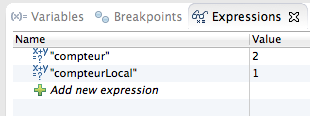 (x)= Variables Breakpoints Expressions
Name Value
"compteur" 2
"compteurLocal" 1
Add new expression